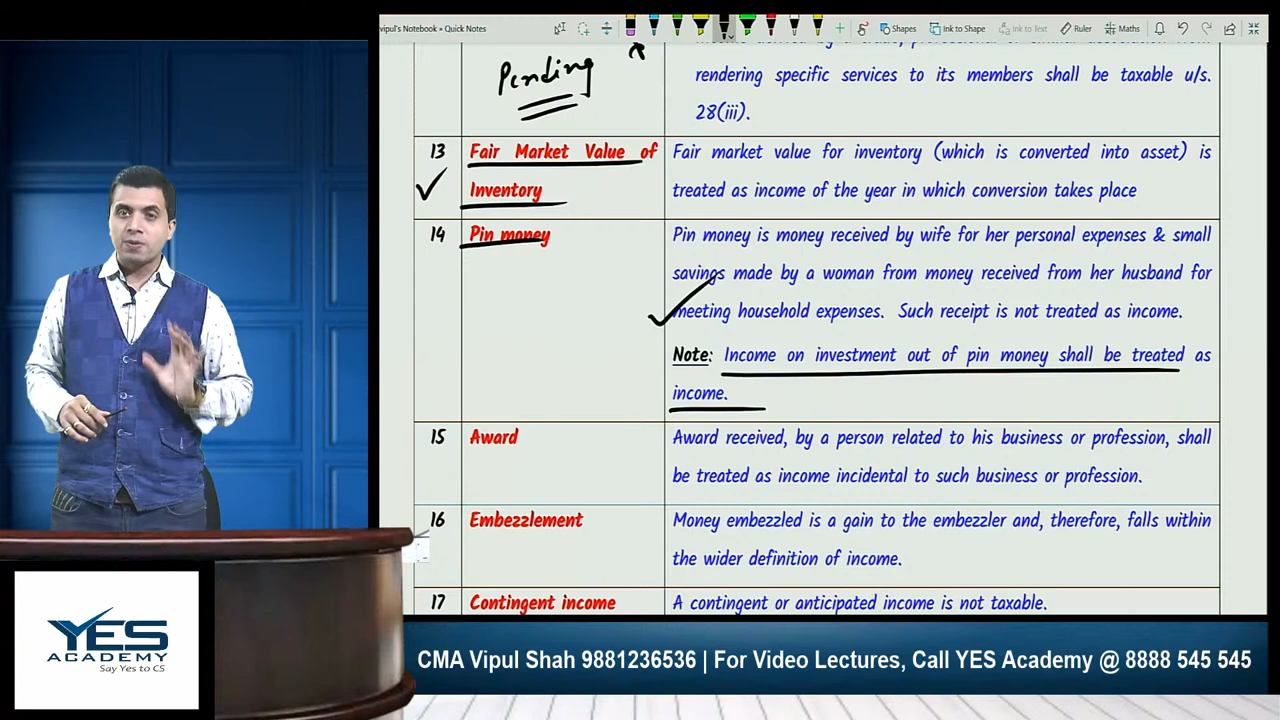 vipul's Notebook » Quick Notes
Shapes
Ink to Shape
Ink to Text
Ruler
Maths
rendering specific services to its members shall be taxable u/s.
28(iii).
Pending
13
Fair Market Value of
Inventory
Fair market value for inventory (which is converted into asset) is
treated as income of the year in which conversion takes place
14
Pin money
Pin money is money received by wife for her personal expenses & small
savings made by a woman from money received from her husband for
meeting household expenses. Such receipt is not treated as income.
Note: Income on investment out of pin money shall be treated as
income.
15
Award
Award received, by a person related to his business or profession, shall
be treated as income incidental to such business or profession.
16
Embezzlement
Money embezzled is a gain to the embezzler and, therefore, falls within
the wider definition of income.
17
Contingent income
A contingent or anticipated income is not taxable.
YES
ACADEMY
Say Yes to CS
CMA Vipul Shah 9881236536 | For Video Lectures, Call YES Academy @ 8888 545 545